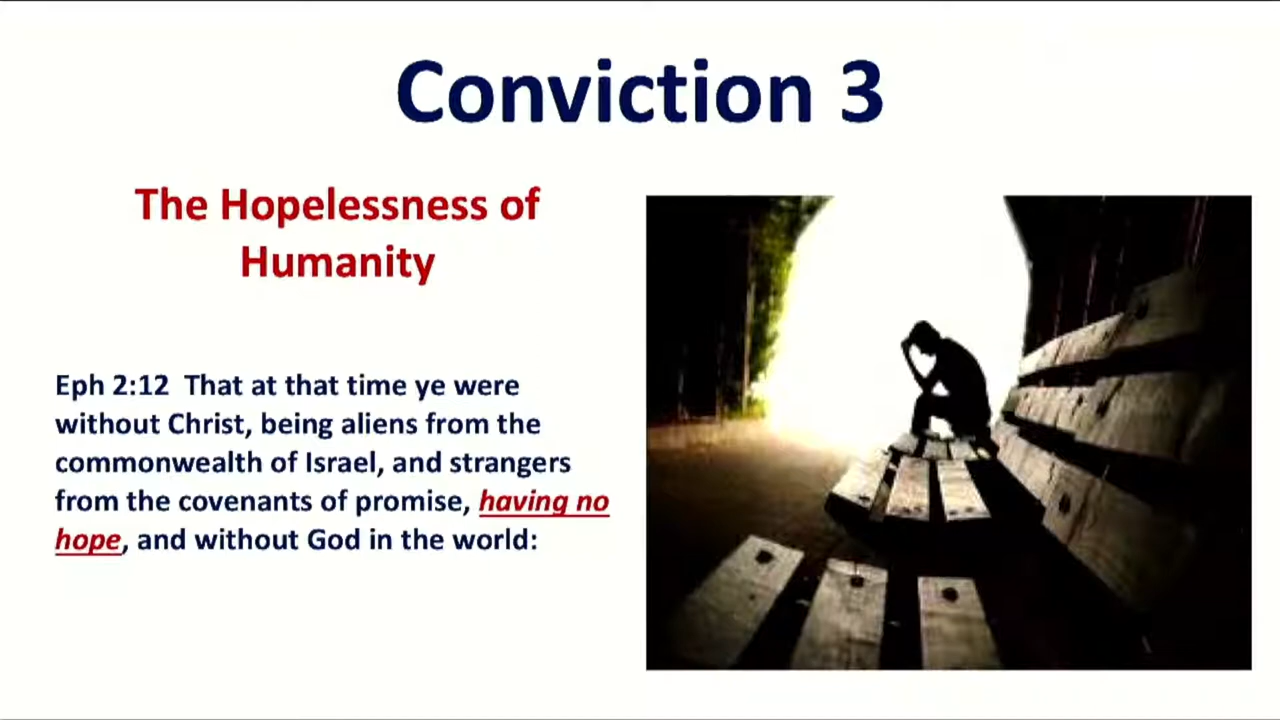 Conviction 3
The Hopelessness of
Humanity
Eph 2:12  That at that time ye were
without Christ, being aliens from the
commonwealth of Israel, and strangers
from the covenants of promise, having no
hope, and without God in the world: